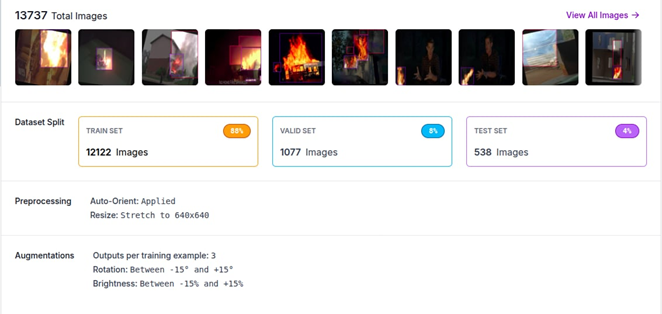 13737 Total Images
View All Images →
Dataset Split
TRAIN SET
88%
12122 Images
VALID SET
8%
1077 Images
TEST SET
4%
538 Images
Preprocessing
Auto-Orient: Applied
Resize: Stretch to 640x640
Augmentations
Outputs per training example: 3
Rotation: Between -15° and +15°
Brightness: Between -15% and +15%